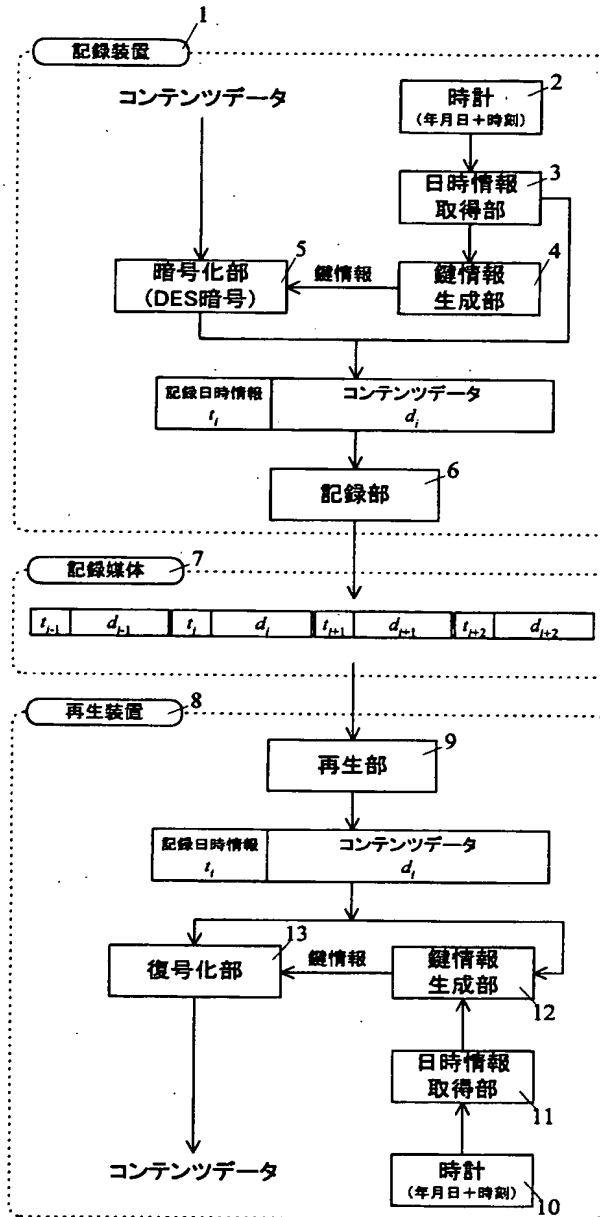 1
記録装置
コンテンツデータ
2
時計
(年月日+時刻)
3
日時情報
取得部
5
暗号化部
(DES暗号)
鍵情報
4
鍵情報
生成部
記録日時情報
t_i
コンテンツデータ
d_i
6
記録部
記録媒体
7
t_{i-1} d_{i-1} t_i d_i t_{i+1} d_{i+1} t_{i+2} d_{i+2}
再生装置
8
9
再生部
記録日時情報
t_i
コンテンツデータ
d_i
13
復号化部
鍵情報
鍵情報
生成部
12
日時情報
取得部
11
コンテンツデータ
時計
(年月日+時刻)
10